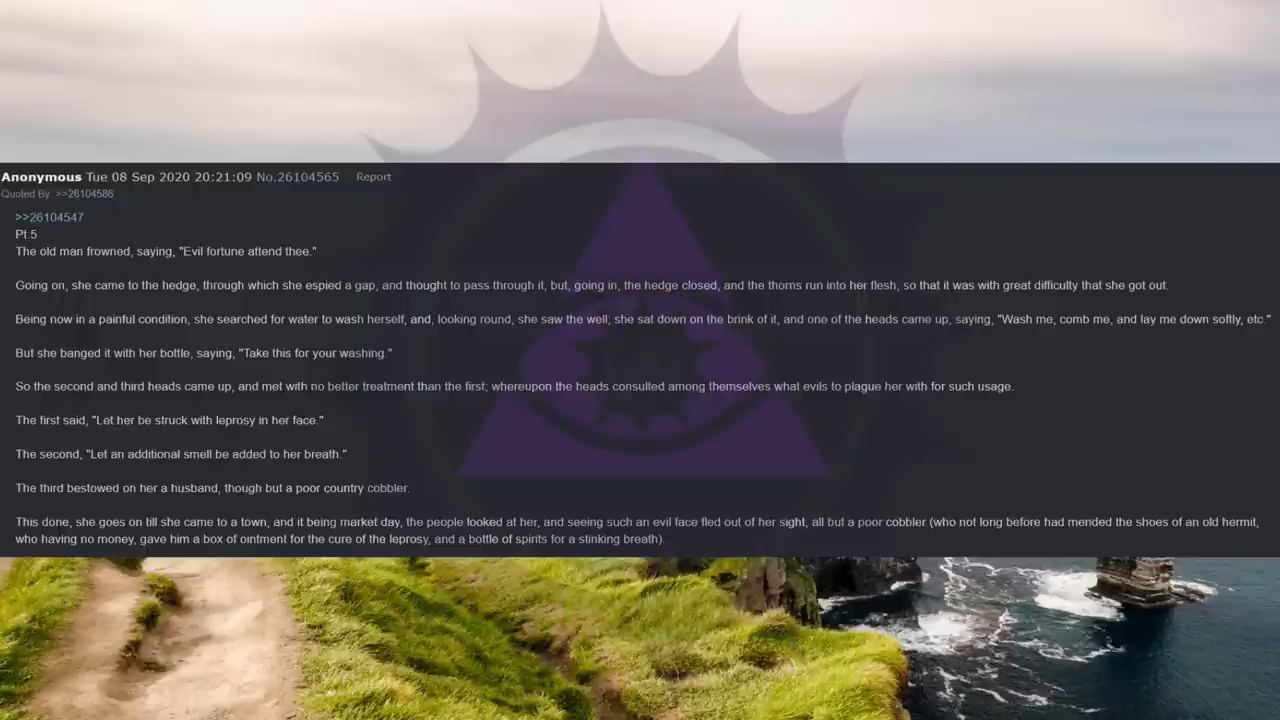 Anonymous Tue 08 Sep 2020 20:21:09 No.26104565 Report
Quoted By: >>26104586
>>26104547
Pt.5
The old man frowned, saying, "Evil fortune attend thee."
Going on, she came to the hedge, through which she espied a gap, and thought to pass through it, but, going in, the hedge closed, and the thorns run into her flesh, so that it was with great difficulty that she got out.
Being now in a painful condition, she searched for water to wash herself, and, looking round, she saw the well; she sat down on the brink of it, and one of the heads came up, saying, "Wash me, comb me, and lay me down softly, etc."
But she banged it with her bottle, saying, "Take this for your washing."
So the second and third heads came up, and met with no better treatment than the first; whereupon the heads consulted among themselves what evils to plague her with for such usage.
The first said, "Let her be struck with leprosy in her face."
The second, "Let an additional smell be added to her breath."
The third bestowed on her a husband, though but a poor country cobbler.
This done, she goes on till she came to a town, and it being market day, the people looked at her, and seeing such an evil face fled out of her sight, all but a poor cobbler (who not long before had mended the shoes of an old hermit,
who having no money, gave him a box of ointment for the cure of the leprosy, and a bottle of spirits for a stinking breath).